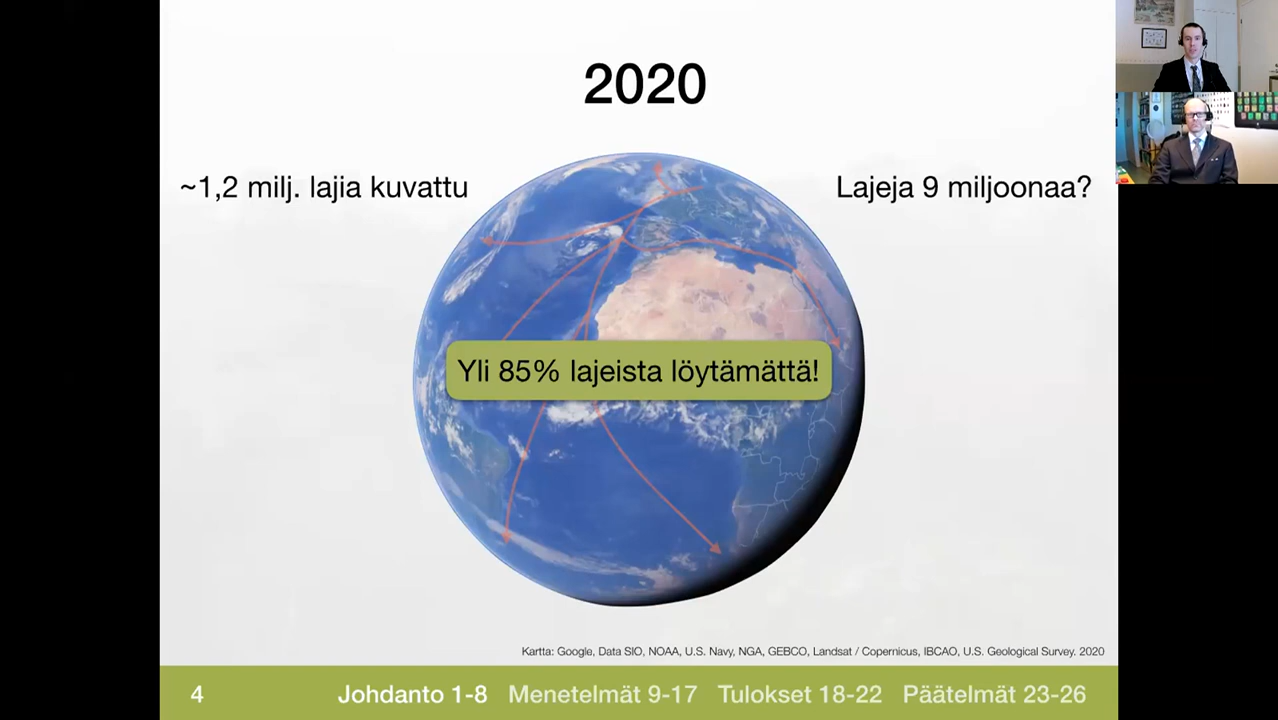 2020
~1,2 milj. lajia kuvattu
Lajeja 9 miljoonaa?
Yli 85% lajeista löytämättä!
Kartta: Google, Data SIO, NOAA, U.S. Navy, NGA, GEBCO, Landsat / Copernicus, IBCAO, U.S. Geological Survey. 2020
4 Johdanto 1-8 Menetelmät 9-17 Tulokset 18-22 Päätelmät 23-26